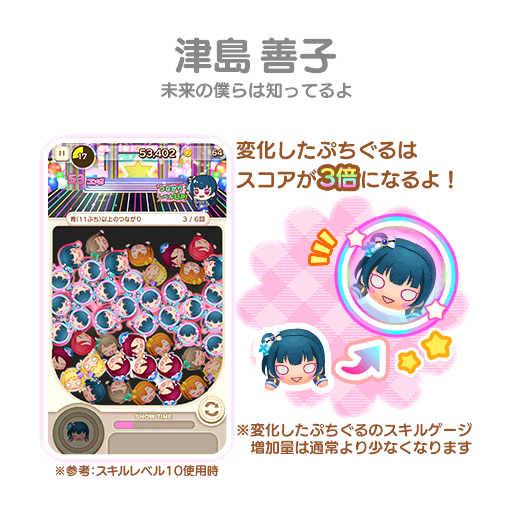 津島 善子
未来の僕らは知ってるよ
17
53,402
64
青(11ぷち)以上のつながり
3 / 6回
SHOW TIME
※参考:スキルレベル10使用時
変化したぷちぐるは
スコアが3倍になるよ!
※変化したぷちぐるのスキルゲージ
増加量は通常より少なくなります